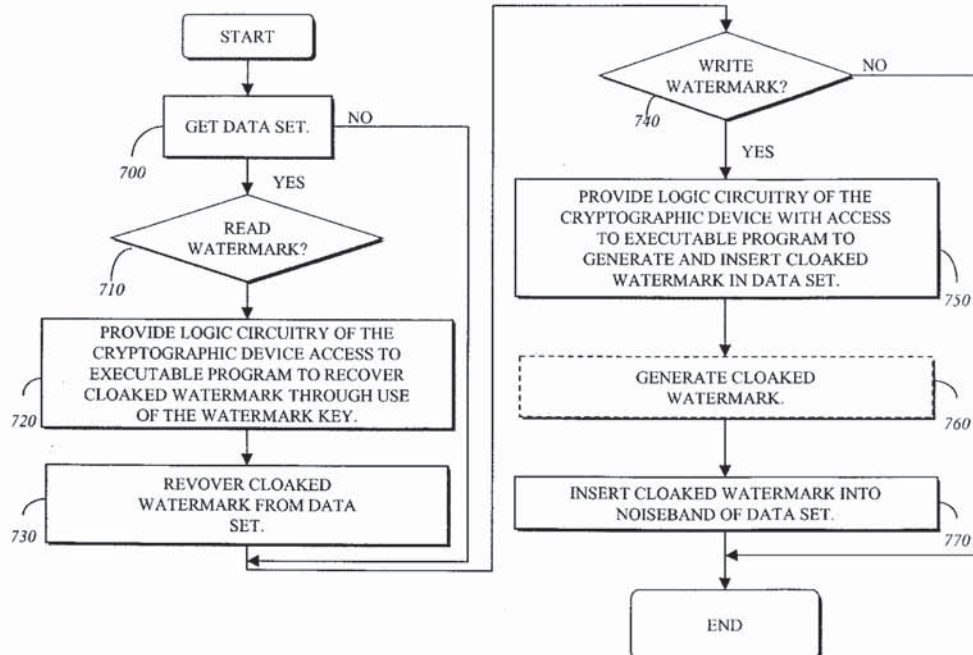 START
GET DATA SET.
NO
700
YES
READ
WATERMARK?
710
PROVIDE LOGIC CIRCUITRY OF THE
CRYPTOGRAPHIC DEVICE ACCESS TO
EXECUTABLE PROGRAM TO RECOVER
CLOAKED WATERMARK THROUGH USE
OF THE WATERMARK KEY.
720
REVOVER CLOAKED
WATERMARK FROM DATA
SET.
730
WRITE
WATERMARK?
NO
740
YES
PROVIDE LOGIC CIRCUITRY OF THE
CRYPTOGRAPHIC DEVICE WITH ACCESS
TO EXECUTABLE PROGRAM TO
GENERATE AND INSERT CLOAKED
WATERMARK IN DATA SET.
750
GENERATE CLOAKED
WATERMARK.
760
INSERT CLOAKED WATERMARK INTO
NOISEBAND OF DATA SET.
770
END